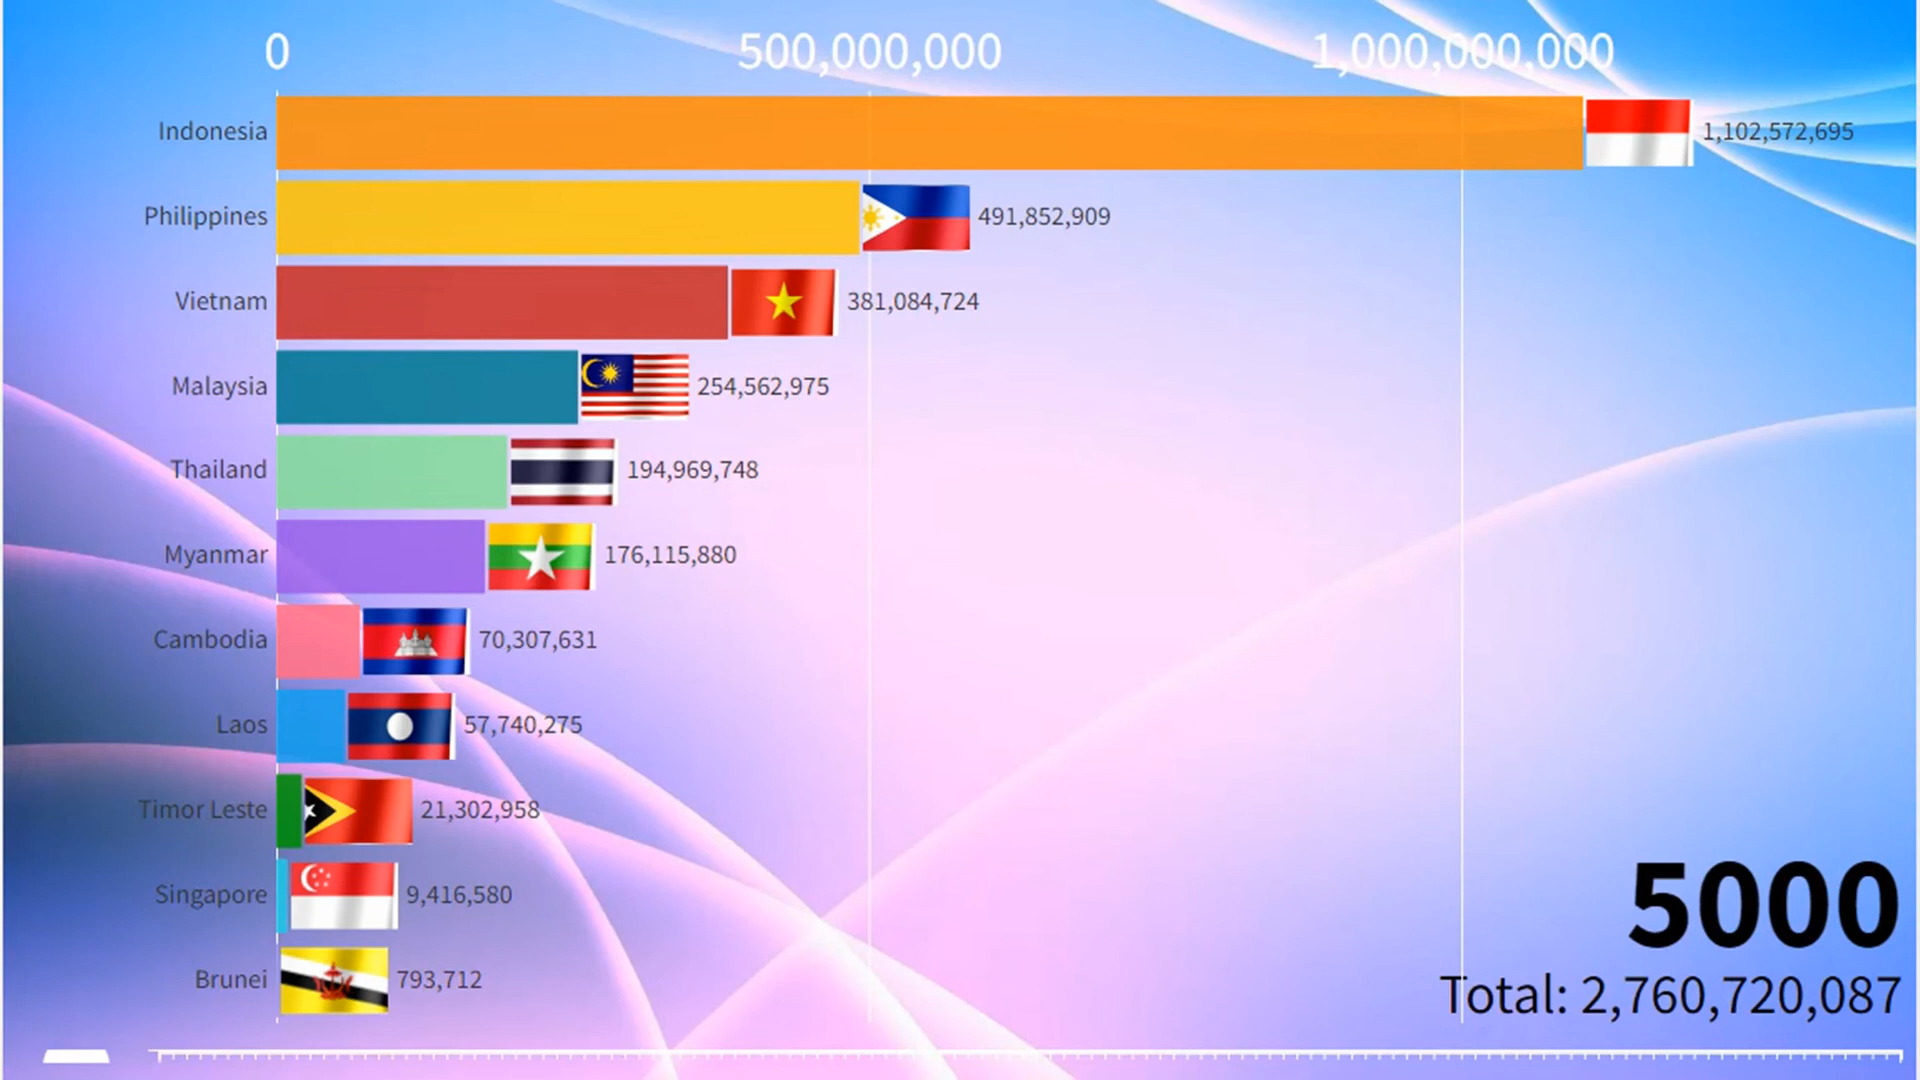 0 500,000,000 1,000,000,000
Indonesia 1,102,572,695
Philippines 491,852,909
Vietnam 381,084,724
Malaysia 254,562,975
Thailand 194,969,748
Myanmar 176,115,880
Cambodia 70,307,631
Laos 57,740,275
Timor Leste 21,302,958
Singapore 9,416,580
Brunei 793,712
5000
Total: 2,760,720,087